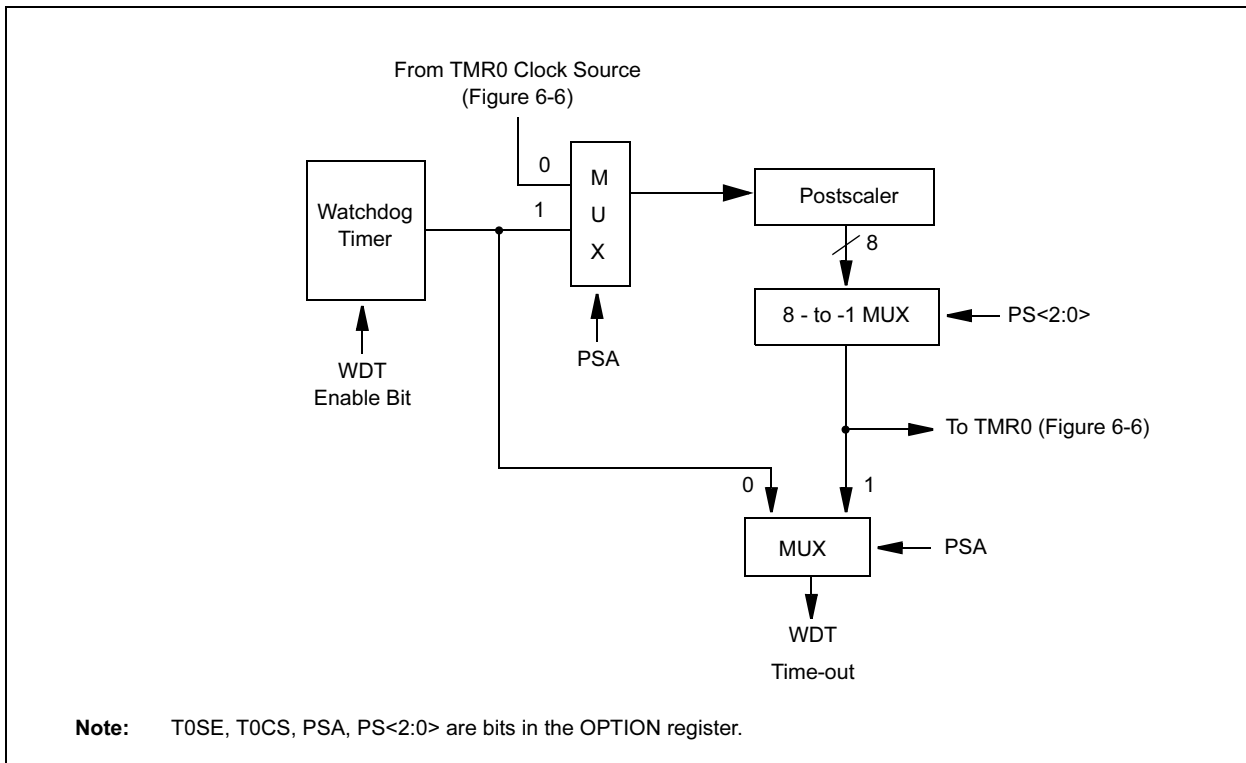 From TMR0 Clock Source
(Figure 6-6)
0
M
U
X
1
Watchdog
Timer
Postscaler
8
8 - to -1 MUX
PS<2:0>
PSA
WDT
Enable Bit
To TMR0 (Figure 6-6)
0
1
MUX
PSA
WDT
Time-out
Note: T0SE, T0CS, PSA, PS<2:0> are bits in the OPTION register.